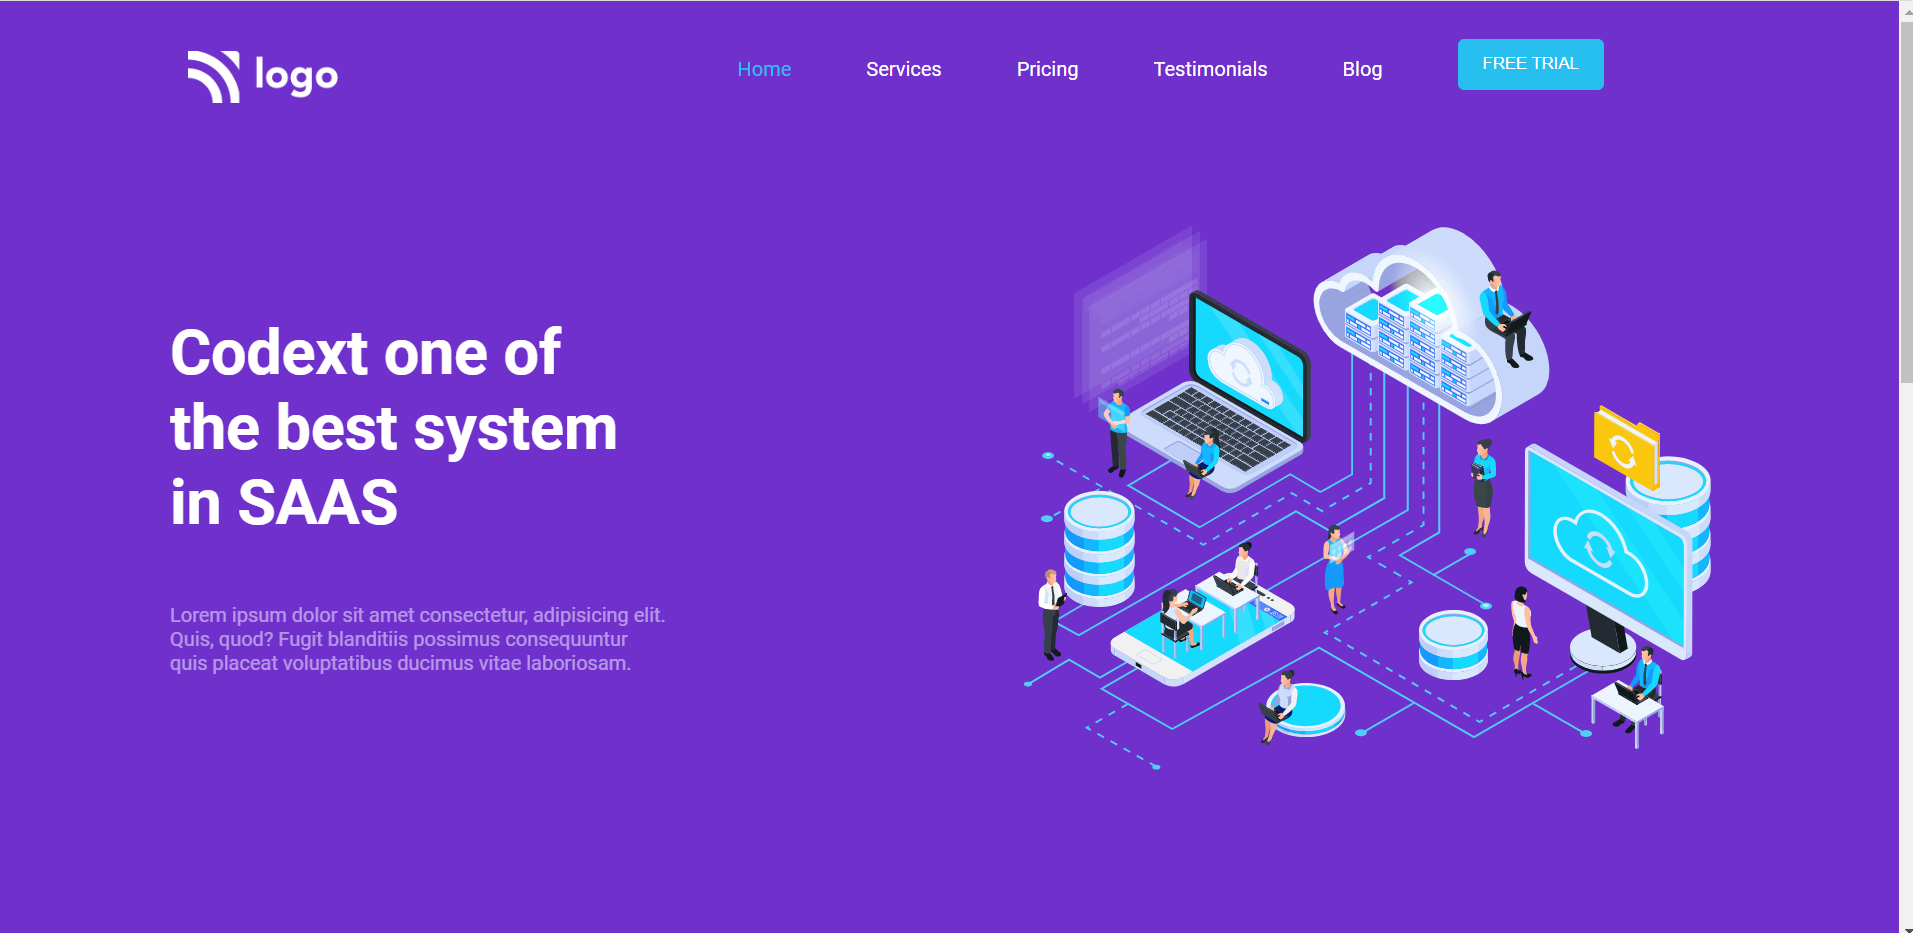 logo
Home
Services
Pricing
Testimonials
Blog
FREE TRIAL
Codext one of
the best system
in SAAS
Lorem ipsum dolor sit amet consectetur, adipisicing elit.
Quis, quod? Fugit blanditiis possimus consequuntur
quis placeat voluptatibus ducimus vitae laboriosam.